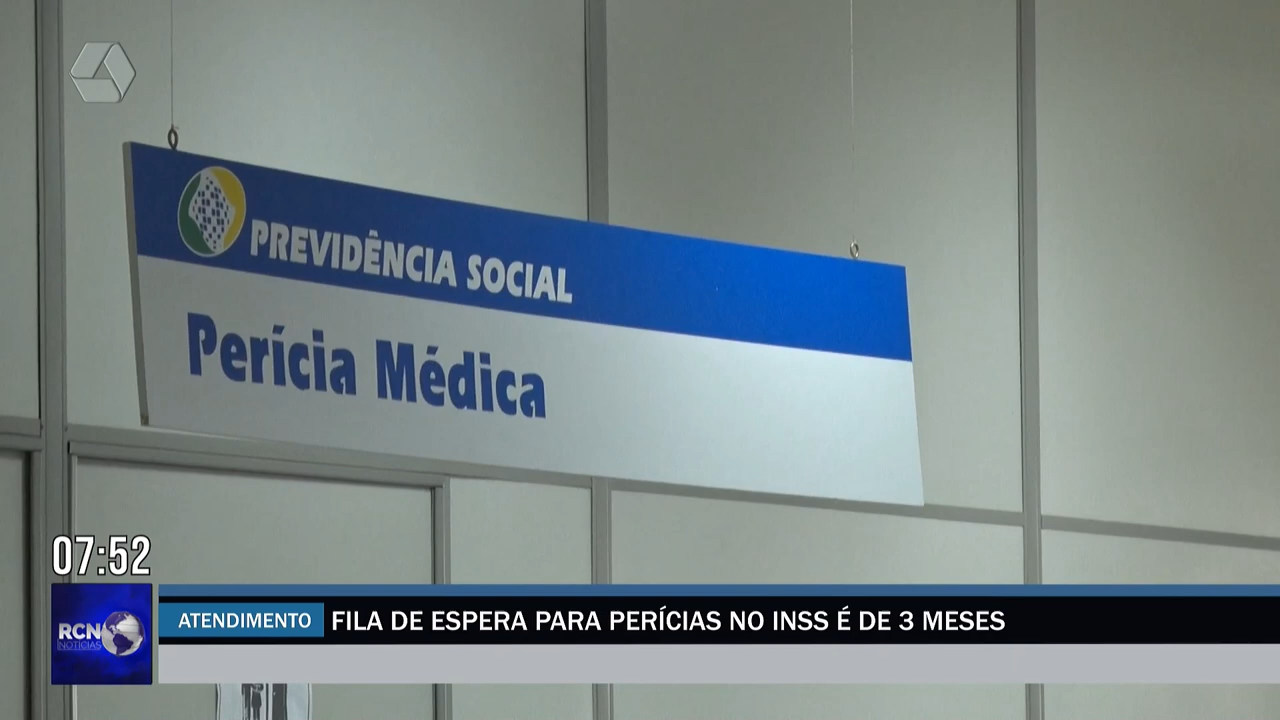 PREVIDÊNCIA SOCIAL
Perícia Médica
07:52
RCN
NOTÍCIAS
ATENDIMENTO
FILA DE ESPERA PARA PERÍCIAS NO INSS É DE 3 MESES